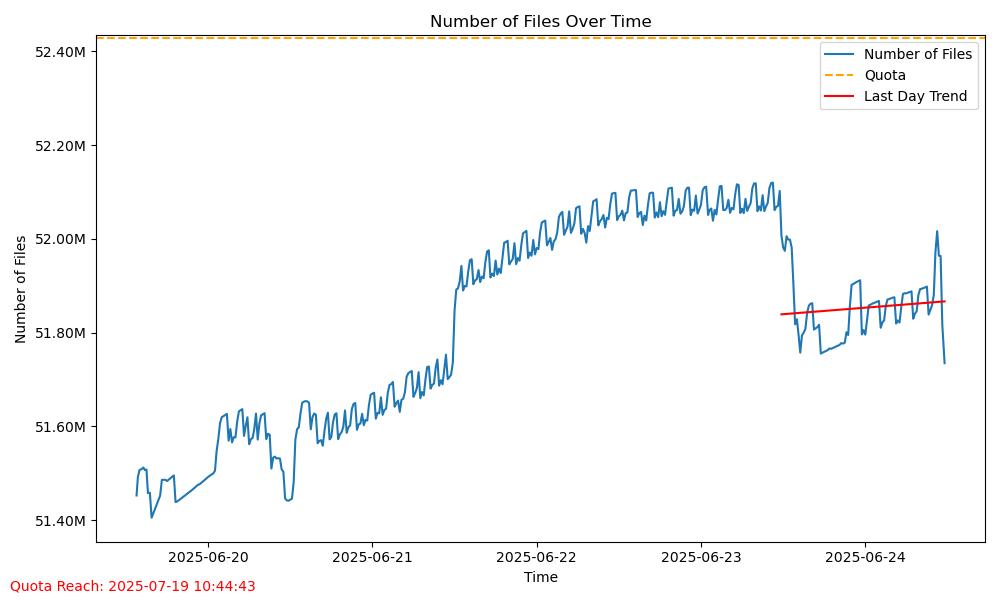 Number of Files Over Time
52.40M
52.20M
52.00M
51.80M
51.60M
51.40M
Number of Files
Number of Files
Quota
Last Day Trend
2025-06-20
2025-06-21
2025-06-22
2025-06-23
2025-06-24
Time
Quota Reach: 2025-07-19 10:44:43